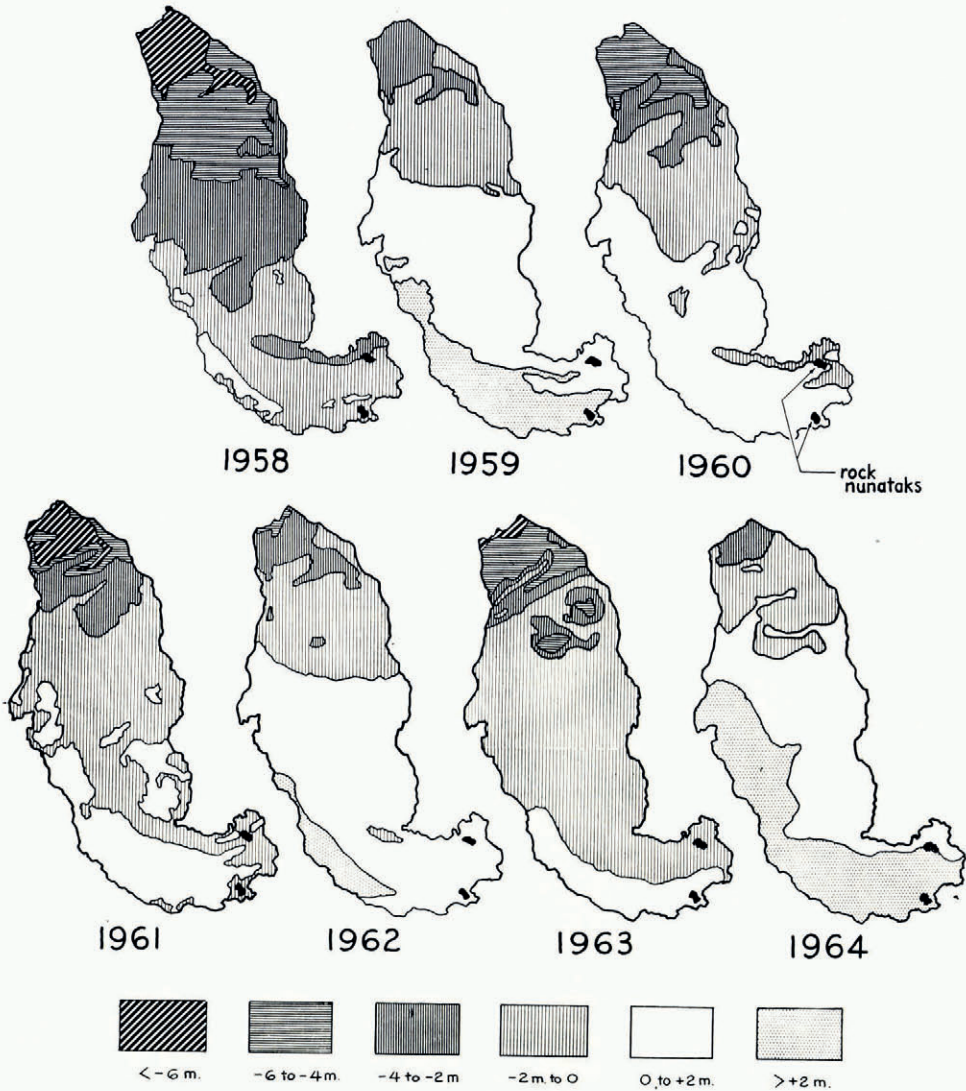 1958
1959
1960
rock
nunataks
1961
1962
1963
1964
< -6 m.
-6 to -4 m.
-4 to -2 m
-2 m. to 0
0 to +2 m.
> +2 m.